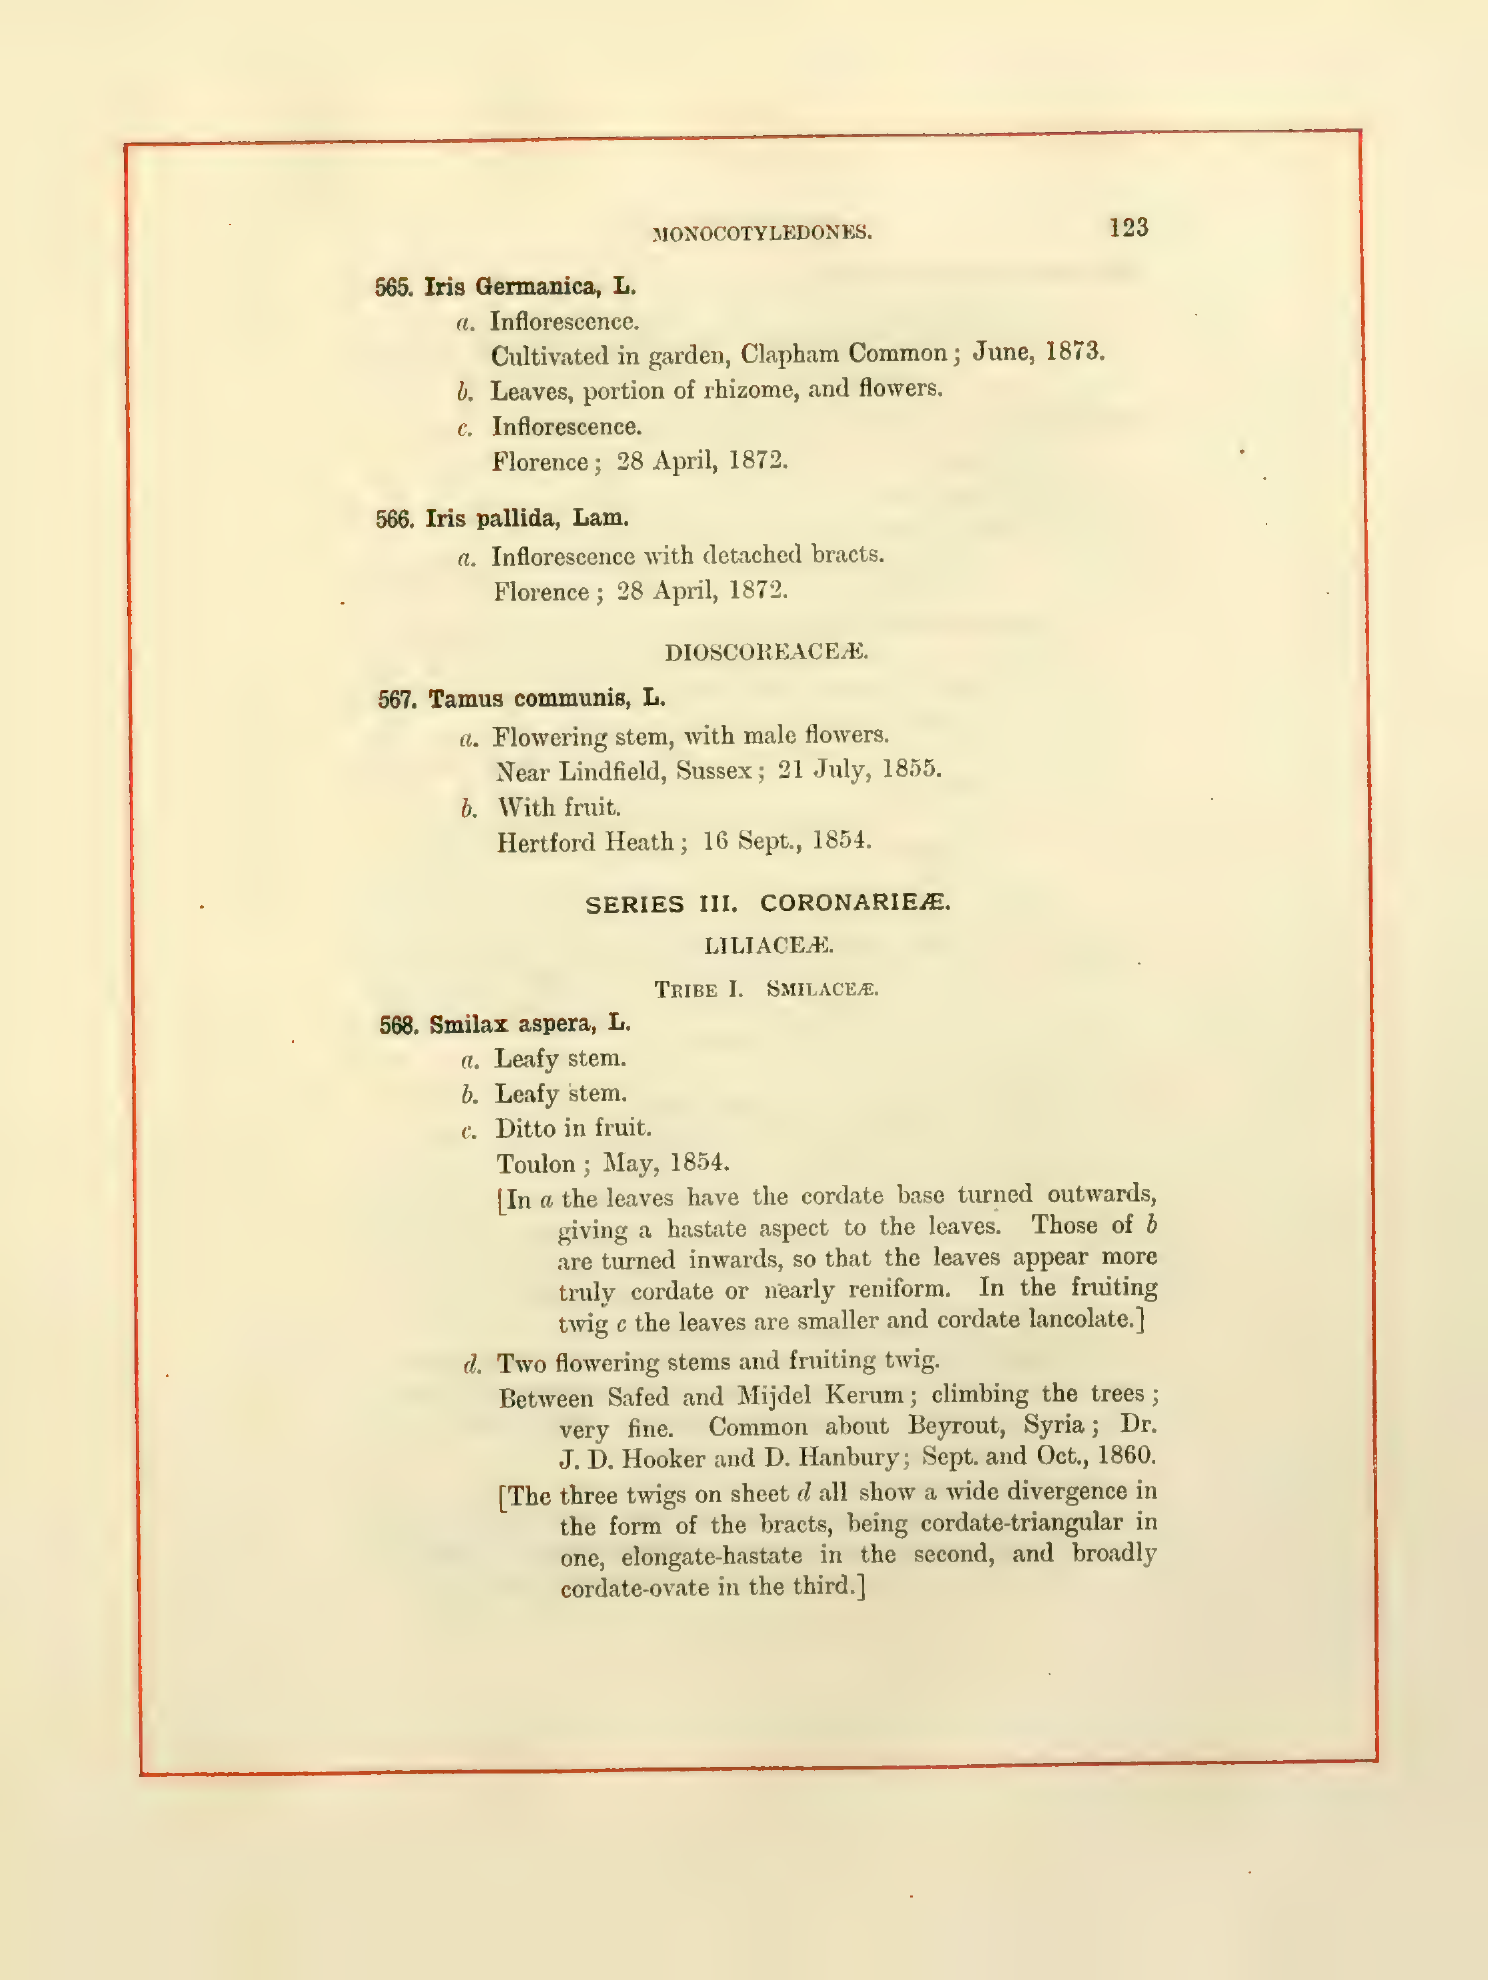 MONOCOTYLEDONES. 123
565. Iris Germanica, L.
a. Inflorescence.
Cultivated in garden, Clapham Common; June, 1873.
b. Leaves, portion of rhizome, and flowers.
c. Inflorescence.
Florence; 28 April, 1872.
566. Iris pallida, Lam.
a. Inflorescence with detached bracts.
Florence; 28 April, 1872.
DIOSCOREACEÆ.
567. Tamus communis, L.
a. Flowering stem, with male flowers.
Near Lindfield, Sussex; 21 July, 1855.
b. With fruit.
Hertford Heath; 16 Sept., 1854.
SERIES III. CORONARIEÆ.
LILIACEÆ.
TRIBE I. SMILACEÆ.
568. Smilax aspera, L.
a. Leafy stem.
b. Leafy stem.
c. Ditto in fruit.
Toulon; May, 1854.
[In a the leaves have the cordate base turned outwards,
giving a hastate aspect to the leaves. Those of b
are turned inwards, so that the leaves appear more
truly cordate or nearly reniform. In the fruiting
twig c the leaves are smaller and cordate lancolate.]
d. Two flowering stems and fruiting twig.
Between Safed and Mijdel Kerum; climbing the trees;
very fine. Common about Beyrout, Syria; Dr.
J. D. Hooker and D. Hanbury; Sept. and Oct., 1860.
[The three twigs on sheet d all show a wide divergence in
the form of the bracts, being cordate-triangular in
one, elongate-hastate in the second, and broadly
cordate-ovate in the third.]